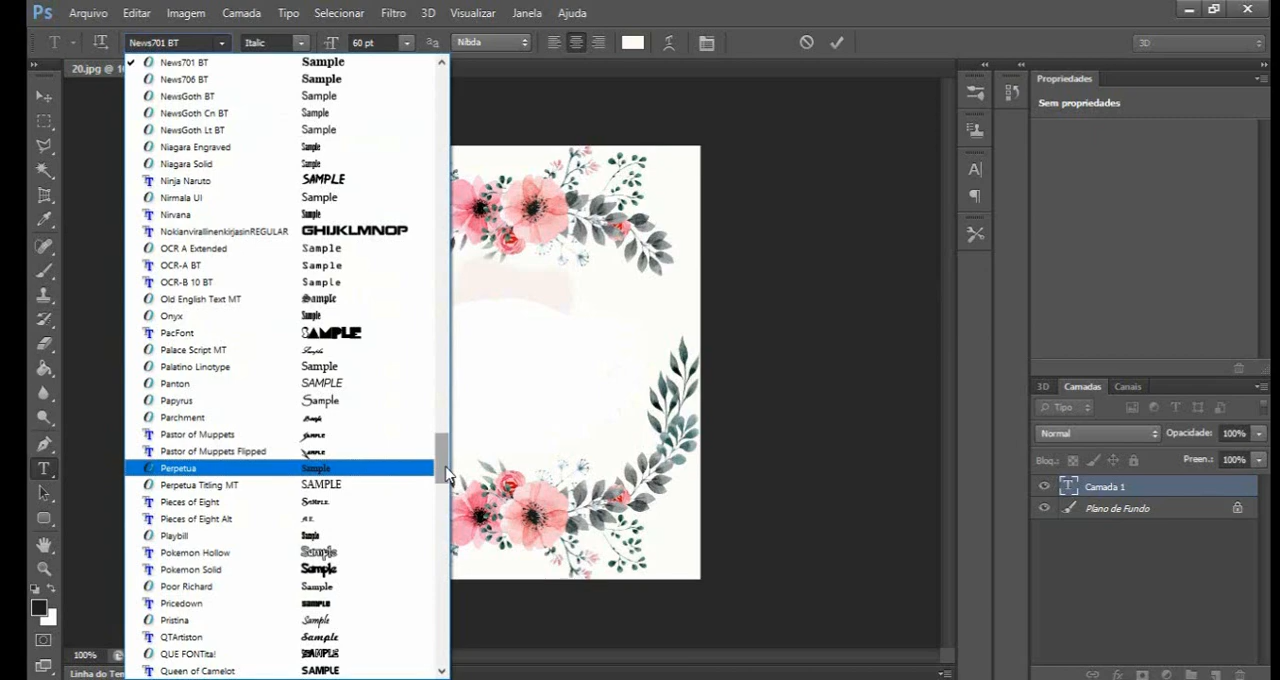 Ps Arquivo Editar Imagem Camada Tipo Selecionar Filtro 3D Visualizar Janela Ajuda
T News701 BT Italic 60 pt aa Nítida 3D
20.jpg @ 10
News701 BT Sample
News706 BT Sample
NewsGoth BT Sample
NewsGoth Cn BT Sample
NewsGoth Lt BT Sample
Niagara Engraved Sample
Niagara Solid Sample
Ninja Naruto SAMPLE
Nirmala UI Sample
Nirvana Sample
NokianvirallinenkirjasinREGULAR GHIJKLMNOP
OCR A Extended Sample
OCR-A BT Sample
OCR-B 10 BT Sample
Old English Text MT Sample
Onyx Sample
PacFont SAMPLE
Palace Script MT Sample
Palatino Linotype Sample
Panton SAMPLE
Papyrus Sample
Parchment Sample
Pastor of Muppets SAMPLE
Pastor of Muppets Flipped SAMPLE
Perpetua Sample
Perpetua Titling MT SAMPLE
Pieces of Eight Sample
Pieces of Eight Alt
Playbill Sample
Pokemon Hollow Sample
Pokemon Solid Sample
Poor Richard Sample
Pricedown SAMPLE
Pristina Sample
QTArtiston Sample
QUE FONTita! SAMPLE
Queen of Camelot SAMPLE
100%
Linha do Ten
Propriedades
Sem propriedades
3D Camadas Canais
Tipo
Normal Opacidade: 100%
Bloq.: Preen.: 100%
T Camada 1
Plano de Fundo